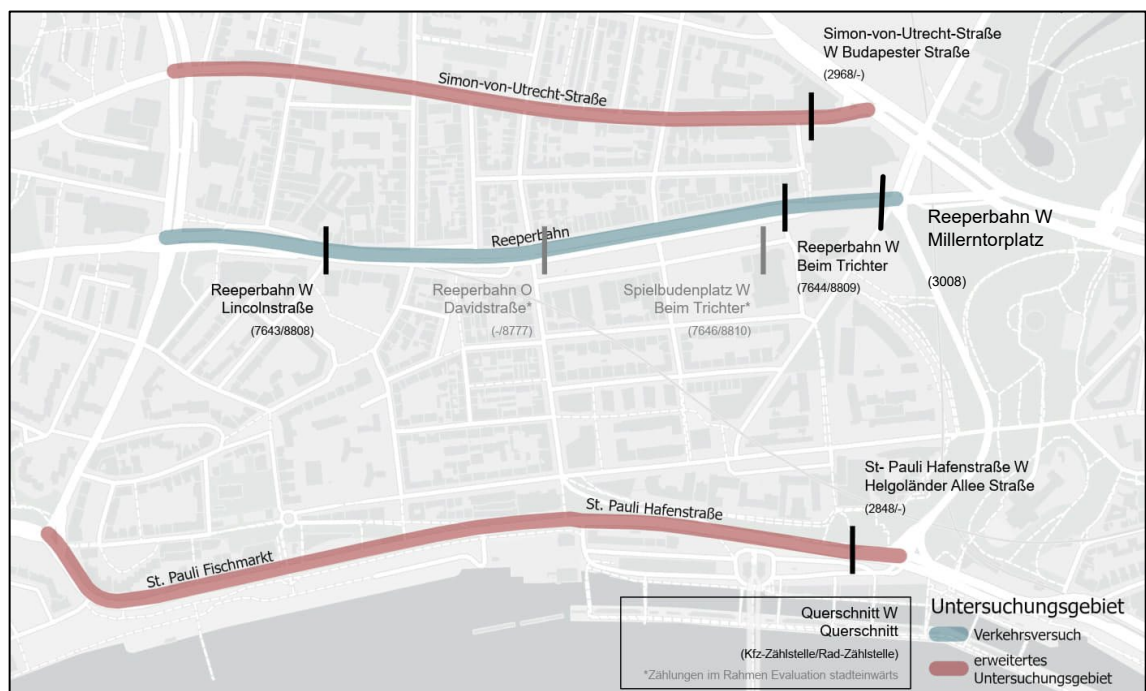 Simon-von-Utrecht-Straße
W Budapester Straße
(2968/-)
Simon-von-Utrecht-Straße
Reeperbahn
Reeperbahn W
Millerntorplatz
(3008)
Reeperbahn W
Beim Trichter
(7644/8809)
Reeperbahn W
Lincolnstraße
(7643/8808)
Reeperbahn O
Davidstraße*
(-/8777)
Spielbudenplatz W
Beim Trichter*
(7646/8810)
St- Pauli Hafenstraße W
Helgoländer Allee Straße
(2848/-)
St. Pauli Hafenstraße
St. Pauli Fischmarkt
Querschnitt W
Querschnitt
(Kfz-Zählstelle/Rad-Zählstelle)
*Zählungen im Rahmen Evaluation stadteinwärts
Untersuchungsgebiet
Verkehrsversuch
erweitertes
Untersuchungsgebiet